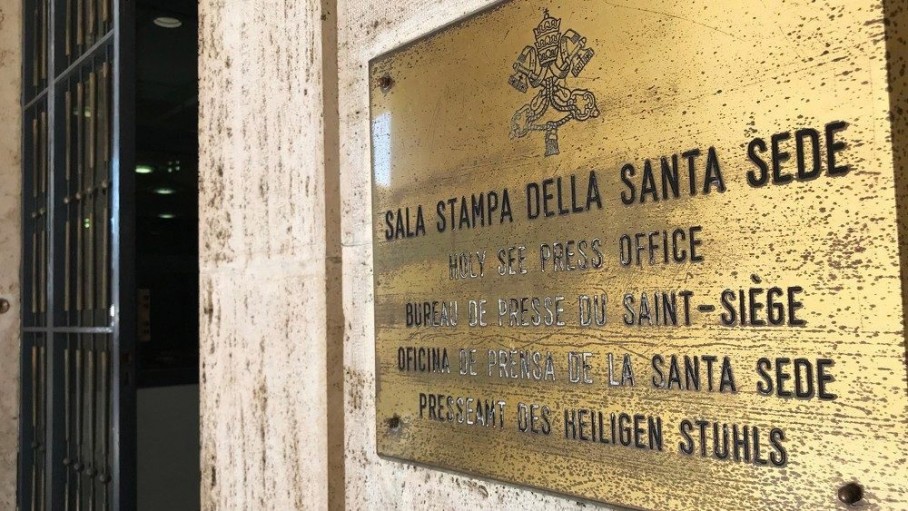 SALA STAMPA DELLA SANTA SEDE
HOLY SEE PRESS OFFICE
BUREAU DE PRESSE DU SAINT-SIÈGE
OFICINA DE PRENSA DE LA SANTA SEDE
PRESSEAMT DES HEILIGEN STUHLS